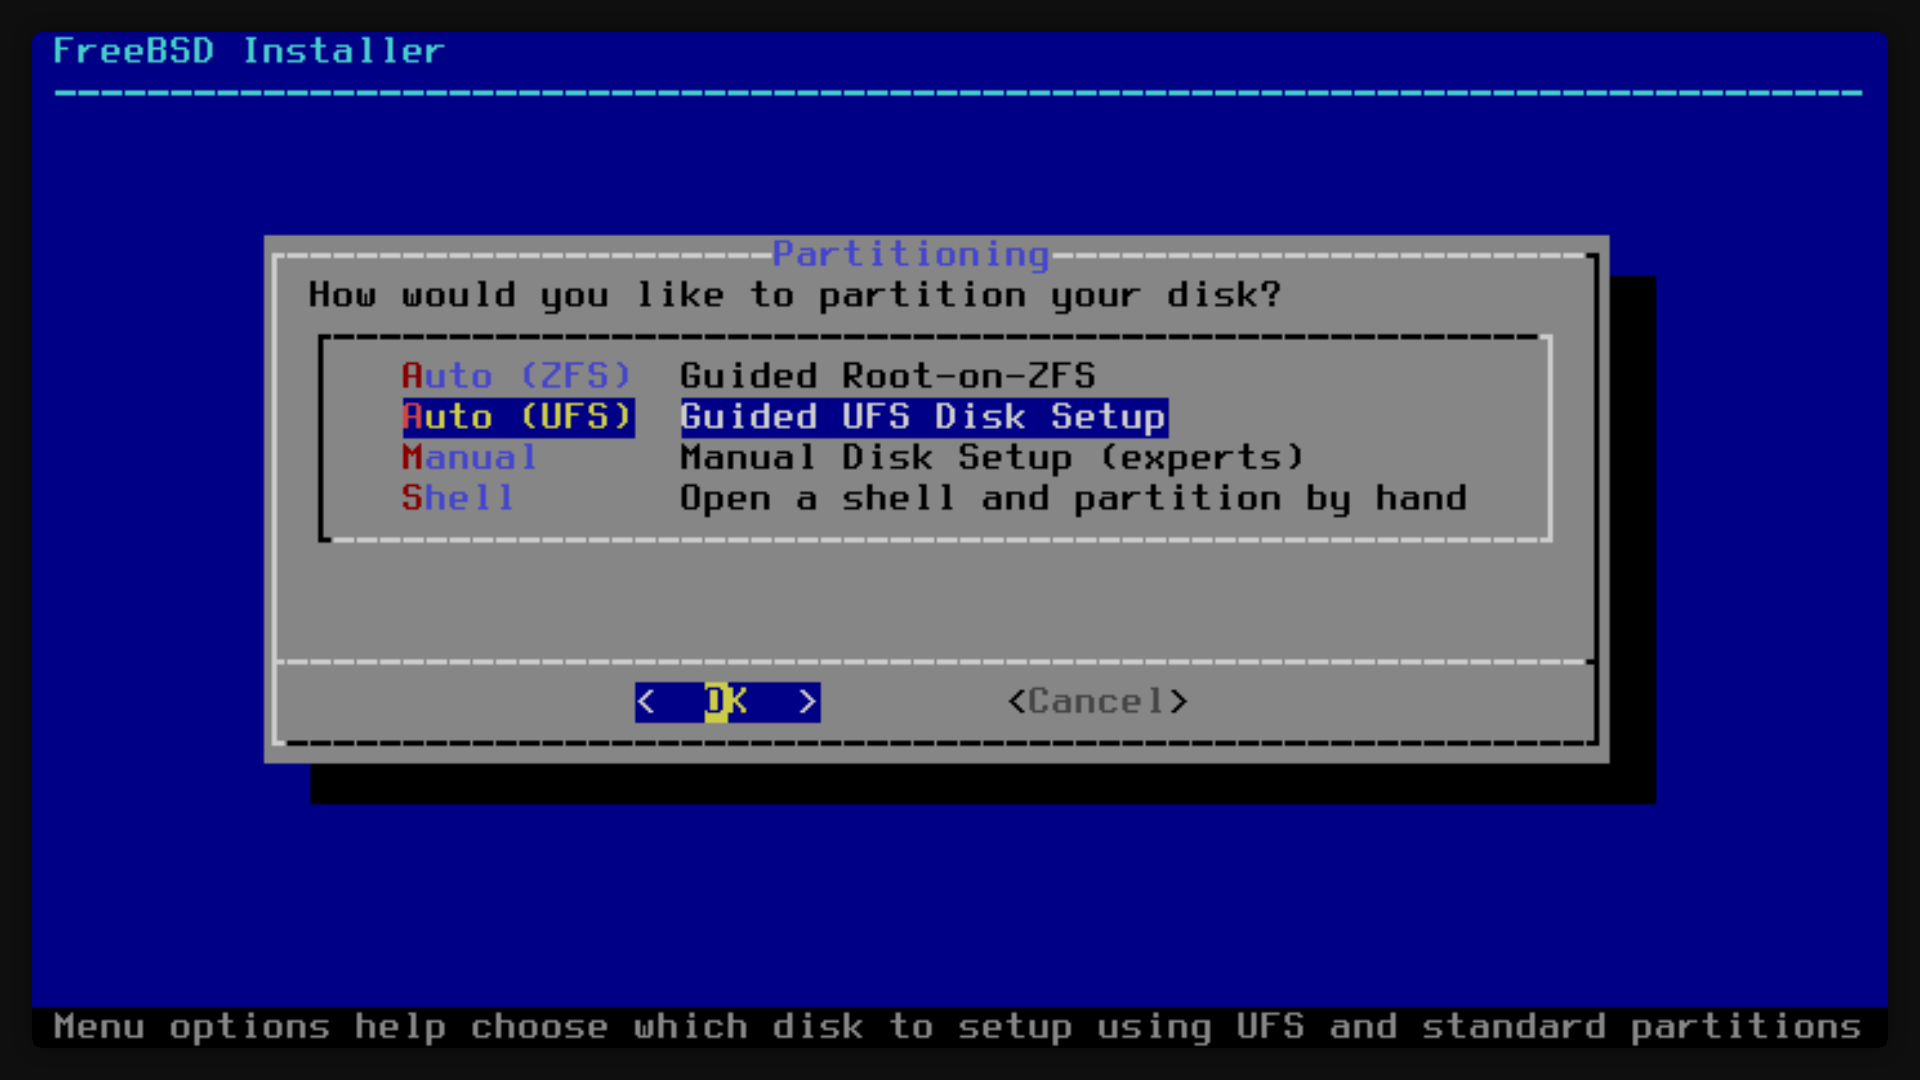 FreeBSD Installer
Partitioning
How would you like to partition your disk?
Auto (ZFS) Guided Root-on-ZFS
Auto (UFS) Guided UFS Disk Setup
Manual Manual Disk Setup (experts)
Shell Open a shell and partition by hand
< OK > <Cancel>
Menu options help choose which disk to setup using UFS and standard partitions